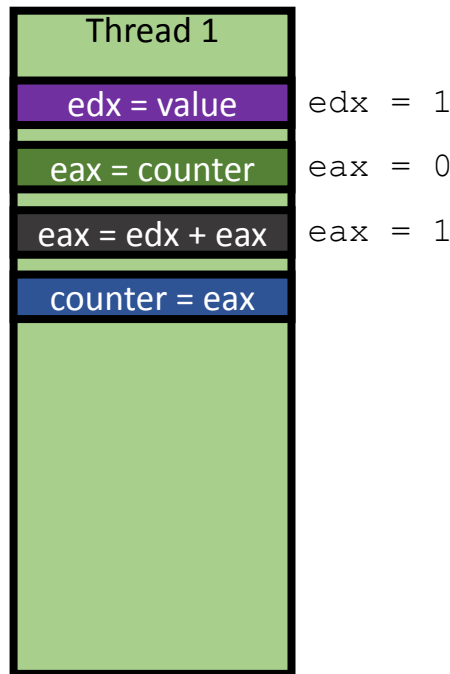 Thread 1
edx = value edx = 1
eax = counter eax = 0
eax = edx + eax eax = 1
counter = eax